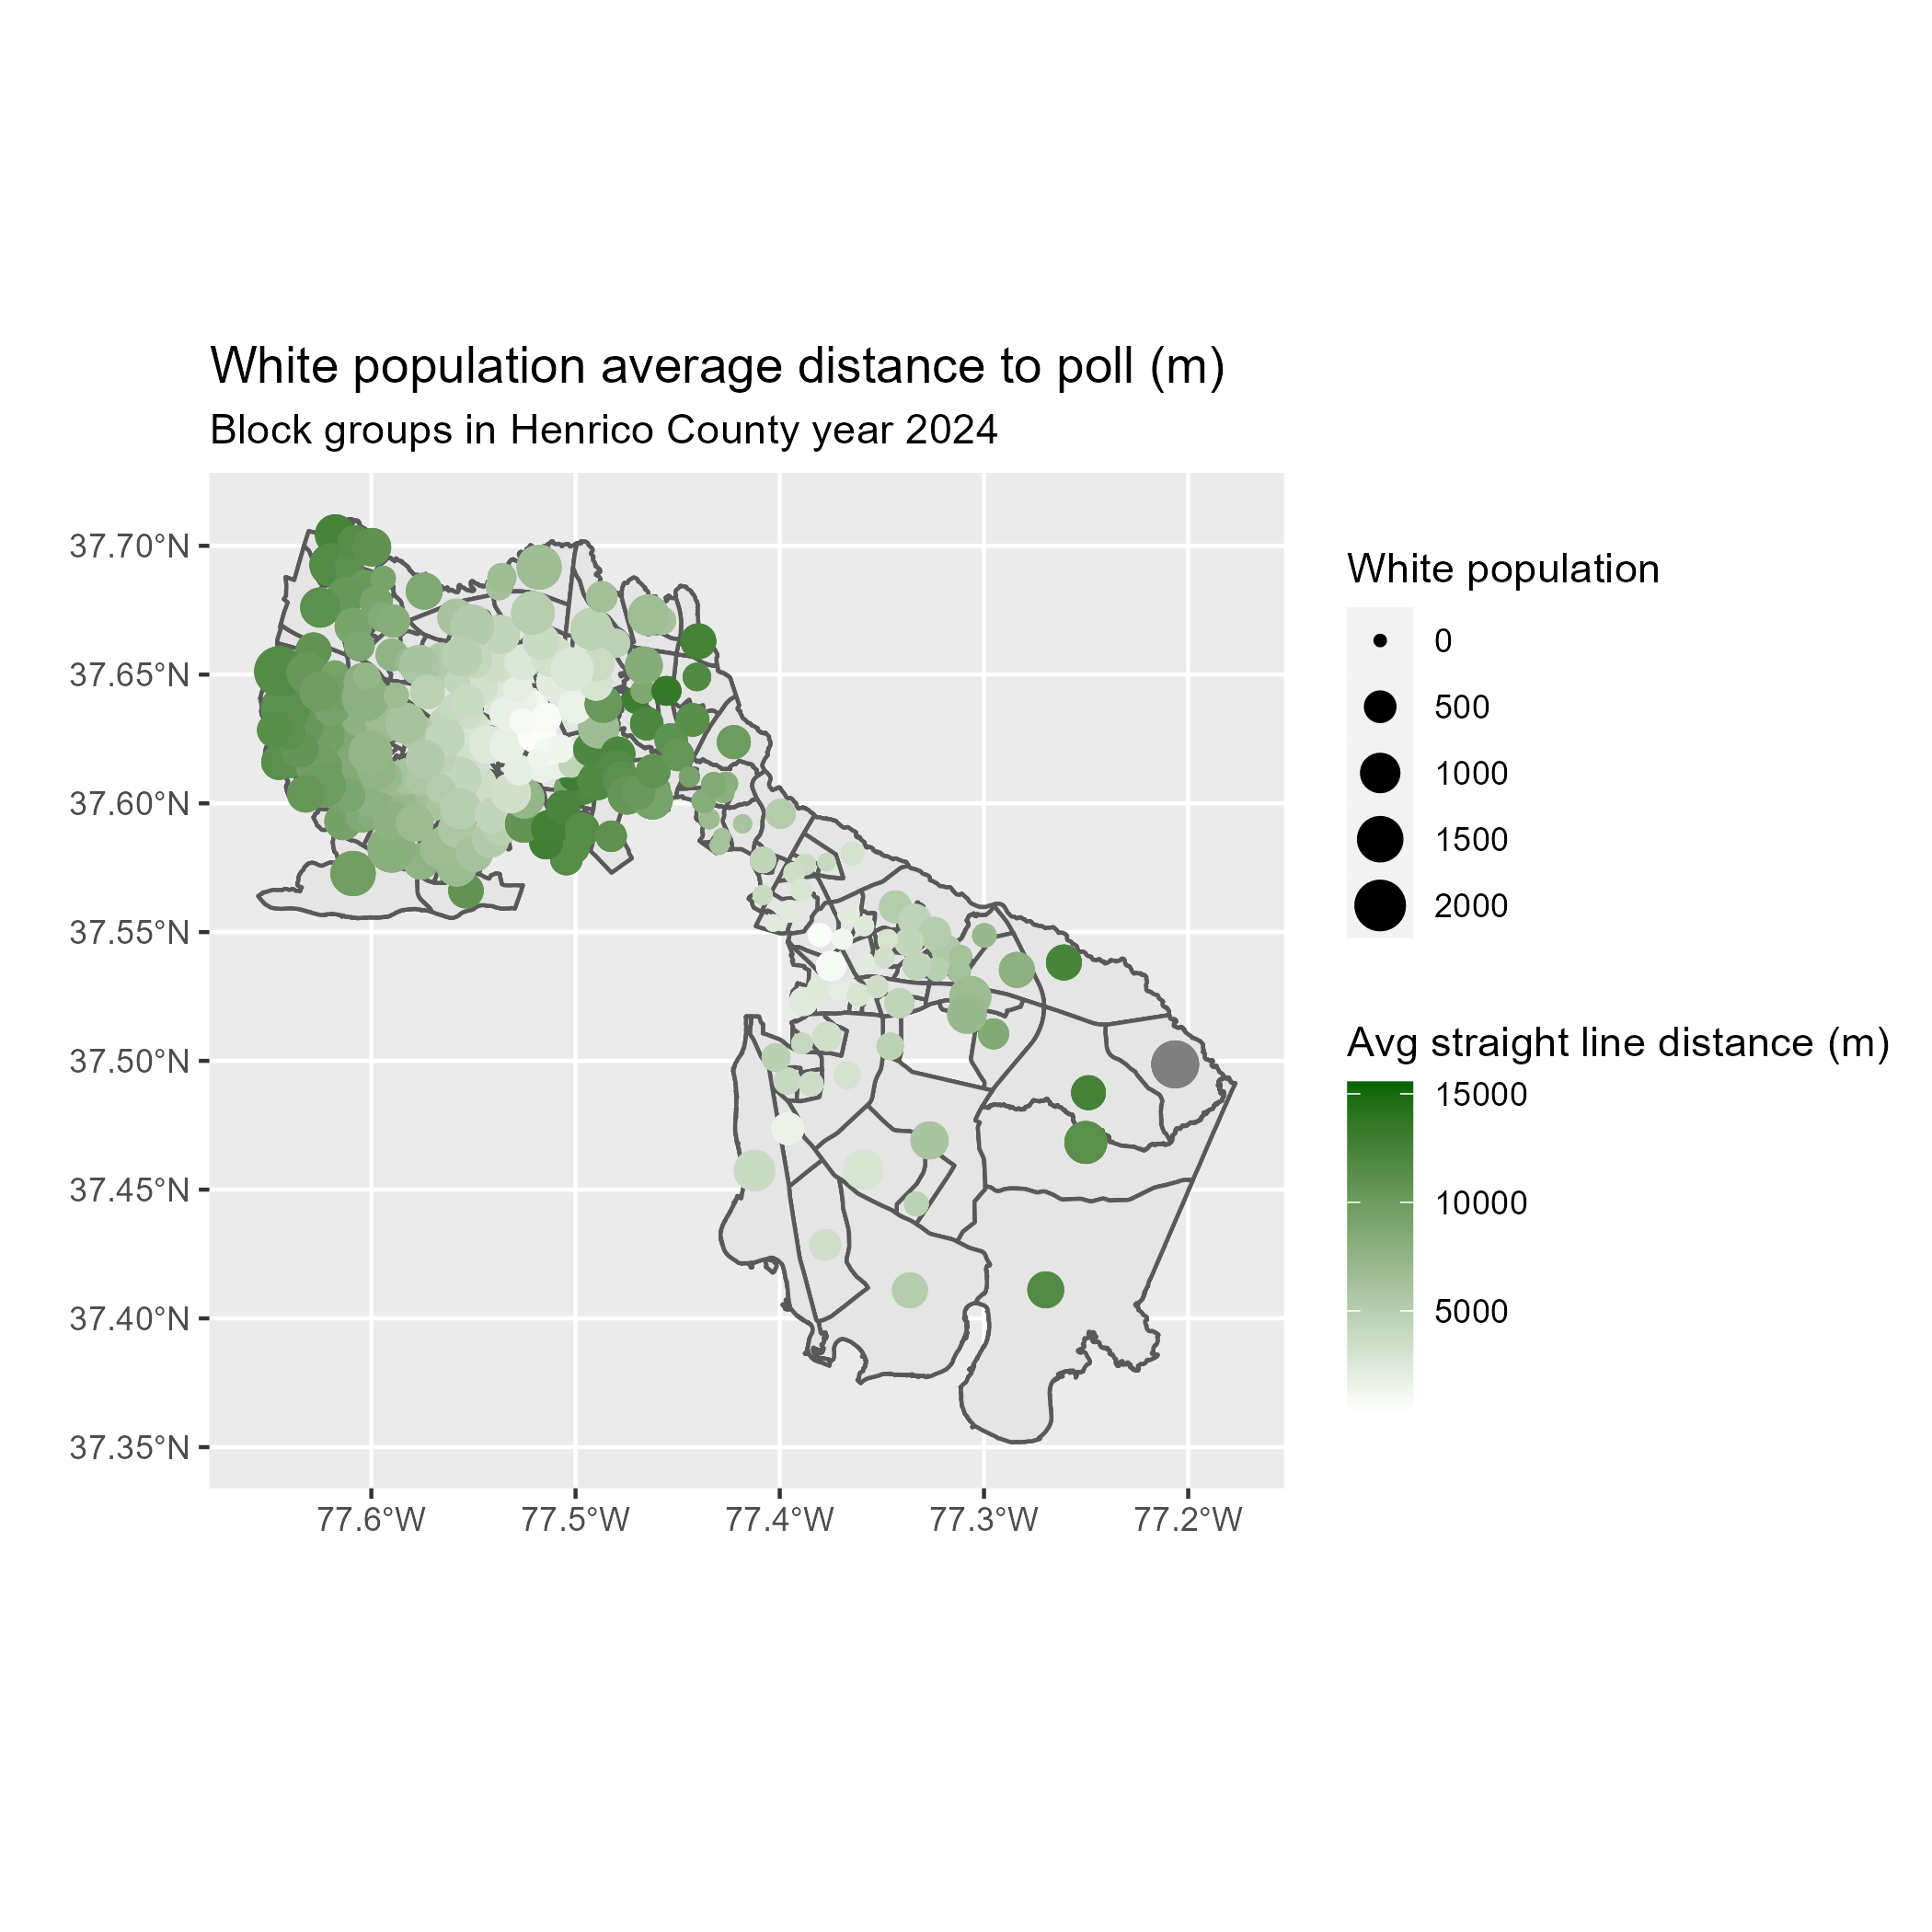 White population average distance to poll (m)
Block groups in Henrico County year 2024
37.70°N
37.65°N
37.60°N
37.55°N
37.50°N
37.45°N
37.40°N
37.35°N
77.6°W
77.5°W
77.4°W
77.3°W
77.2°W
White population
0
500
1000
1500
2000
Avg straight line distance (m)
15000
10000
5000